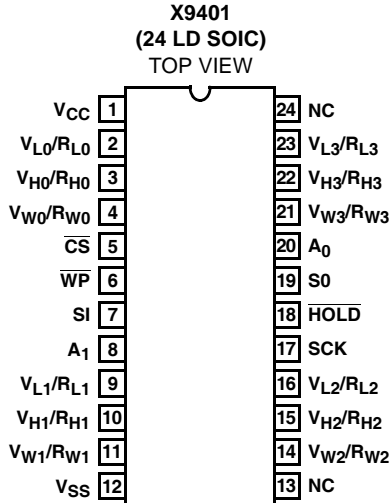 X9401
(24 LD SOIC)
TOP VIEW
VCC 1 24 NC
VL0/RL0 2 23 VL3/RL3
VH0/RH0 3 22 VH3/RH3
VW0/RW0 4 21 VW3/RW3
CS 5 20 A0
WP 6 19 S0
SI 7 18 HOLD
A1 8 17 SCK
VL1/RL1 9 16 VL2/RL2
VH1/RH1 10 15 VH2/RH2
VW1/RW1 11 14 VW2/RW2
VSS 12 13 NC